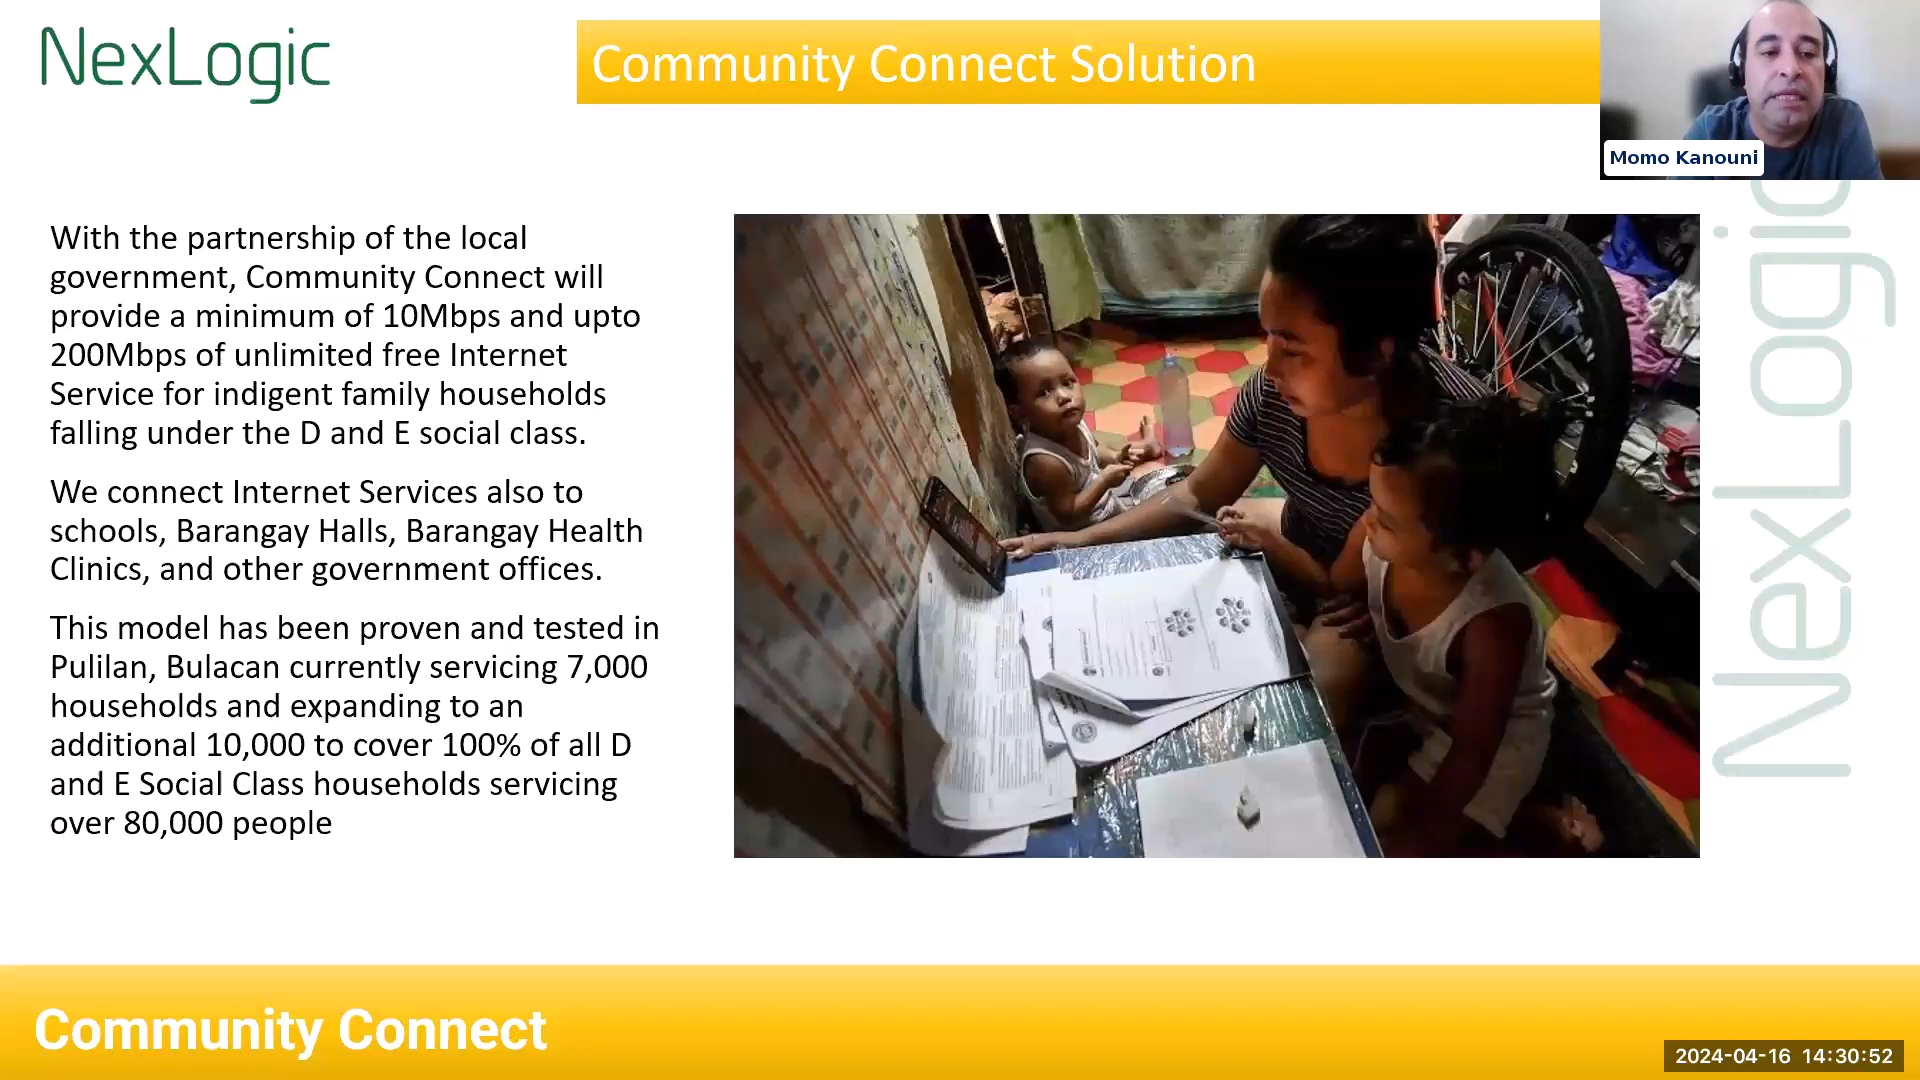 NexLogic
Community Connect Solution
Momo Kanouni
With the partnership of the local
government, Community Connect will
provide a minimum of 10Mbps and upto
200Mbps of unlimited free Internet
Service for indigent family households
falling under the D and E social class.
We connect Internet Services also to
schools, Barangay Halls, Barangay Health
Clinics, and other government offices.
This model has been proven and tested in
Pulilan, Bulacan currently servicing 7,000
households and expanding to an
additional 10,000 to cover 100% of all D
and E Social Class households servicing
over 80,000 people
NexLogic
Community Connect
2024-04-16 14:30:52